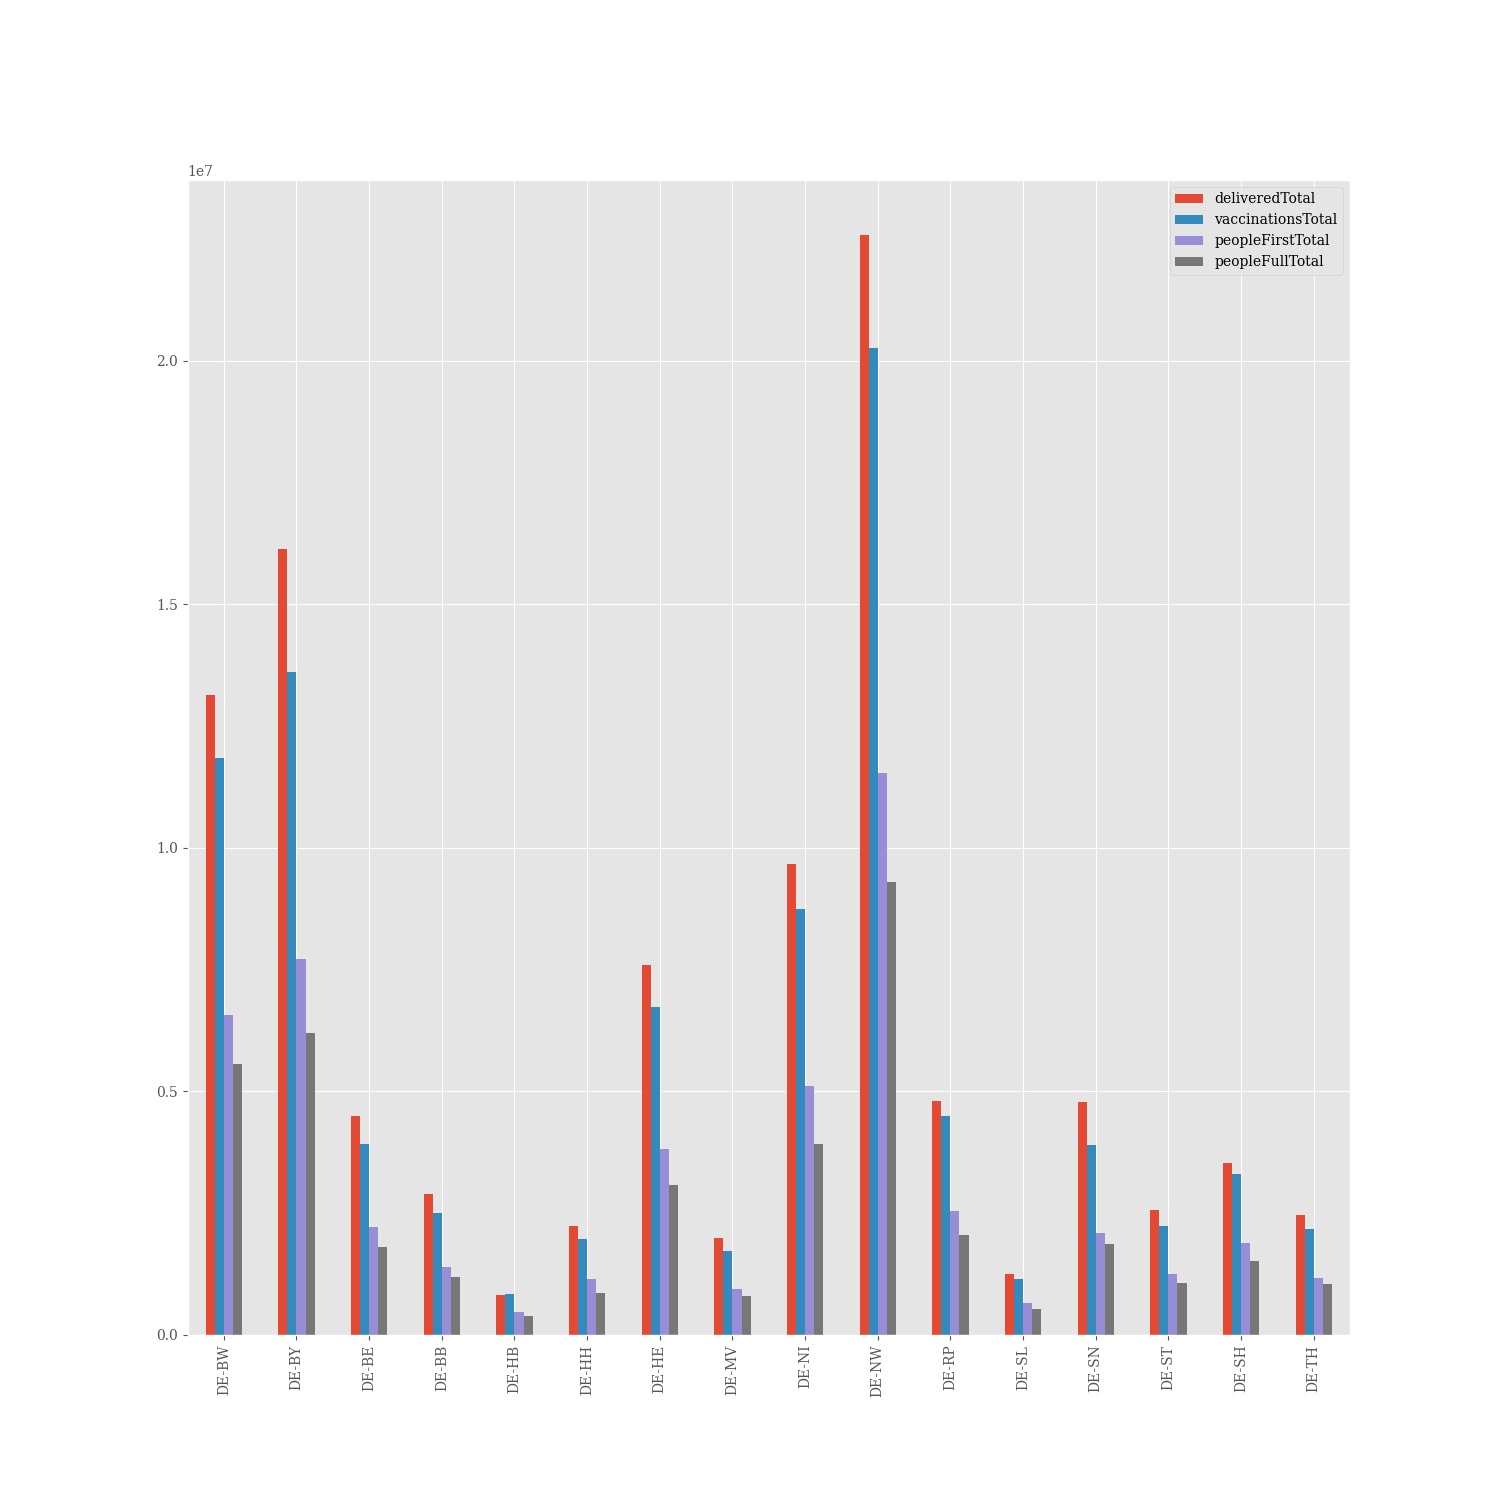 1e7
deliveredTotal
vaccinationsTotal
peopleFirstTotal
peopleFullTotal
2.0
1.5
1.0
0.5
0.0
DE-BW
DE-BY
DE-BE
DE-BB
DE-HB
DE-HH
DE-HE
DE-MV
DE-NI
DE-NW
DE-RP
DE-SL
DE-SN
DE-ST
DE-SH
DE-TH